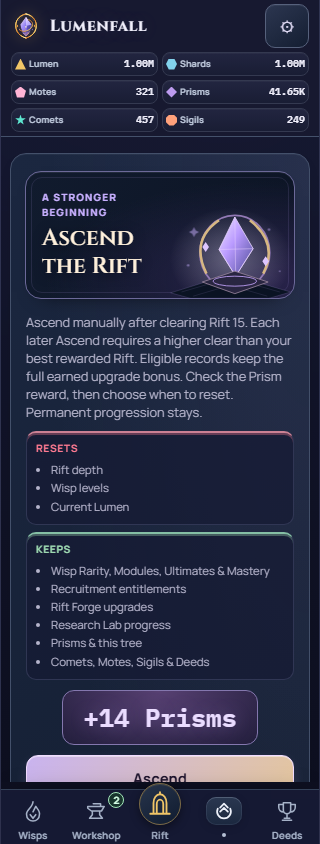 LUMENFALL
Lumen 1.00M
Shards 1.00M
Motes 321
Prisms 41.65K
Comets 457
Sigils 249
A STRONGER
BEGINNING
ASCEND
THE RIFT
Ascend manually after clearing Rift 15. Each
later Ascend requires a higher clear than your
best rewarded Rift. Eligible records keep the
full earned upgrade bonus. Check the Prism
reward, then choose when to reset.
Permanent progression stays.
RESETS
• Rift depth
• Wisp levels
• Current Lumen
KEEPS
• Wisp Rarity, Modules, Ultimates & Mastery
• Recruitment entitlements
• Rift Forge upgrades
• Research Lab progress
• Prisms & this tree
• Comets, Motes, Sigils & Deeds
+14 Prisms
Ascend
2
Wisps
Workshop
Rift
•
Deeds